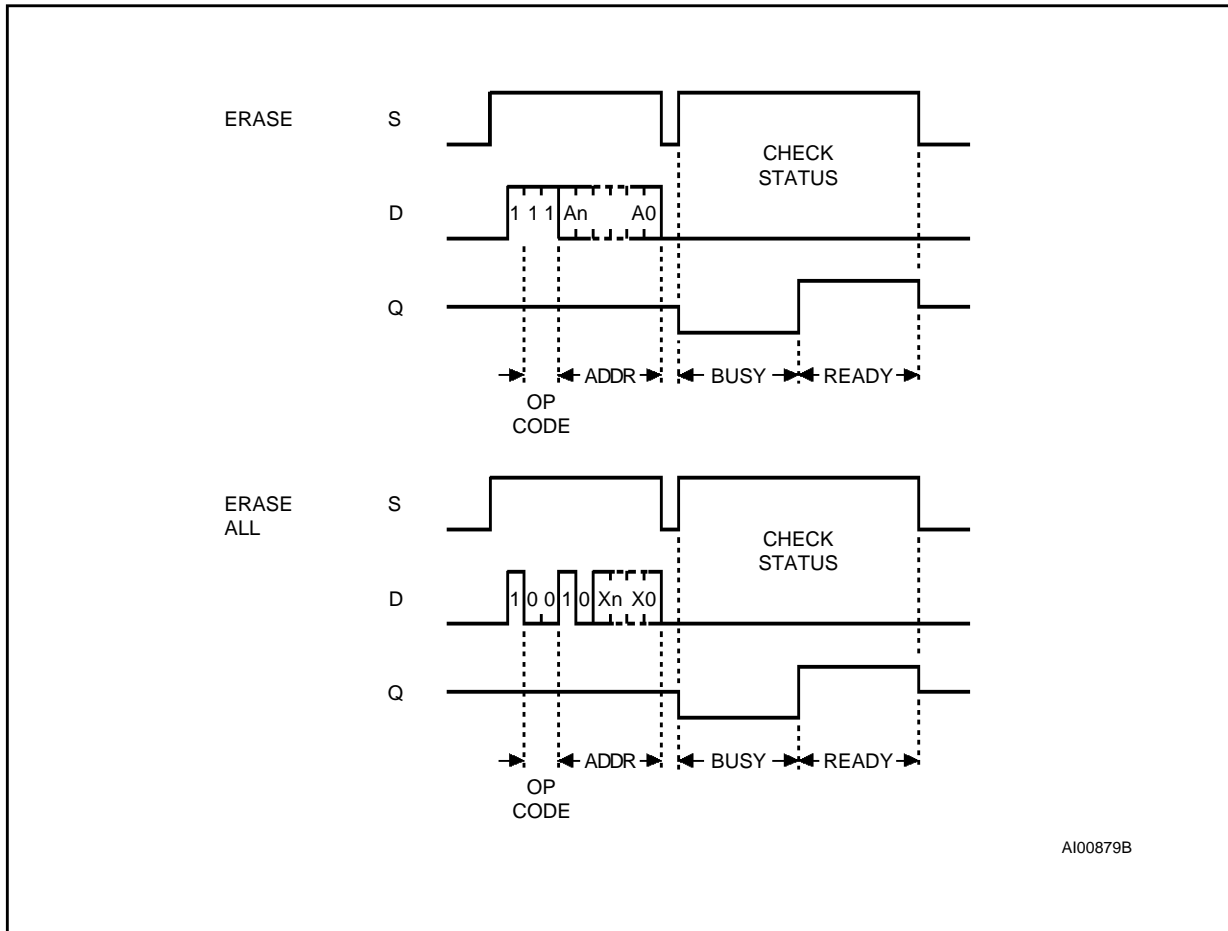 ERASE S
CHECK
STATUS
D 1 1 1 An A0
Q
ADDR BUSY READY
OP
CODE
ERASE
ALL
S
CHECK
STATUS
D 1 0 0 1 0 Xn X0
Q
ADDR BUSY READY
OP
CODE
AI00879B